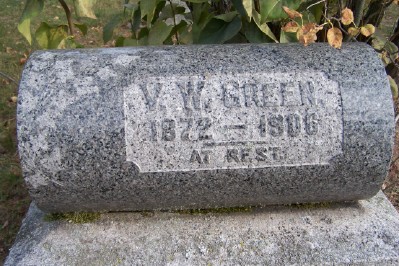 V. W. GREEN.
1872 — 1906
AT REST.